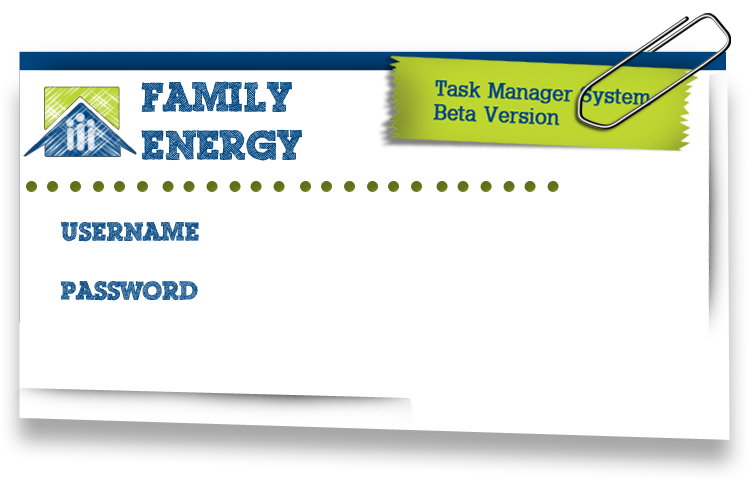 FAMILY
ENERGY
Task Manager System
Beta Version
USERNAME
PASSWORD